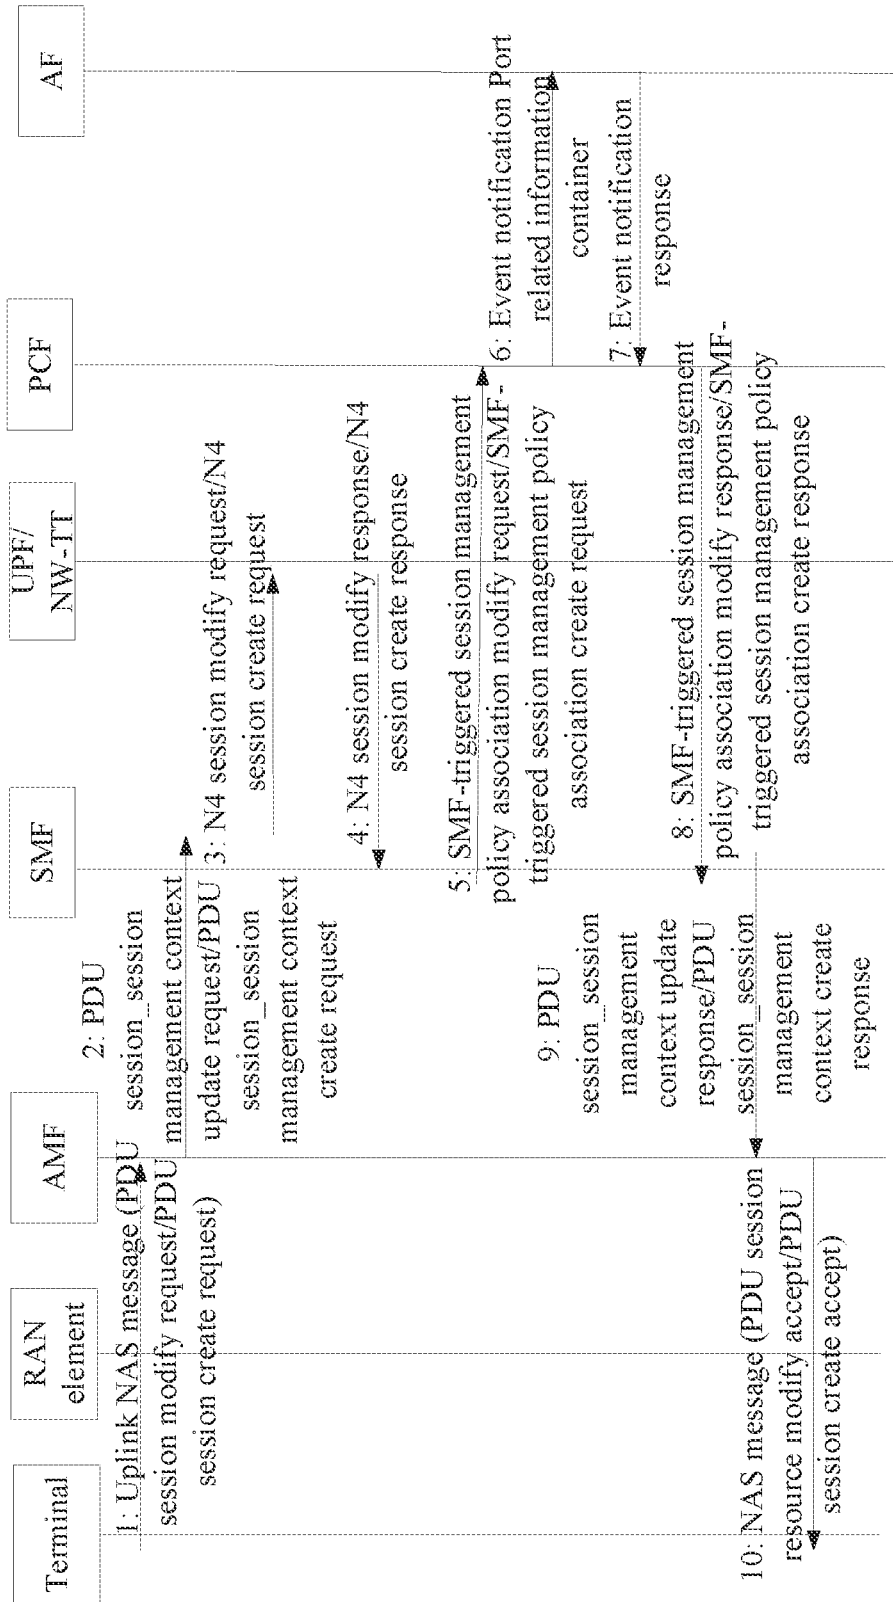 Terminal
RAN
element
AMF
SMF
UPF/
NW-TT
PCF
AF
1: Uplink NAS message (PDU
session modify request/PDU
session create request)
2: PDU
session_session
management context
update request/PDU
session_session
management context
create request
3: N4 session modify request/N4
session create request
4: N4 session modify response/N4
session create response
5: SMF-triggered session management
policy association modify request/SMF-
triggered session management policy
association create request
6: Event notification Port
related information
container
7: Event notification
response
8: SMF-triggered session management
policy association modify response/SMF-
triggered session management policy
association create response
9: PDU
session_session
management
context update
response/PDU
session_session
management
context create
response
10: NAS message (PDU session
resource modify accept/PDU
session create accept)